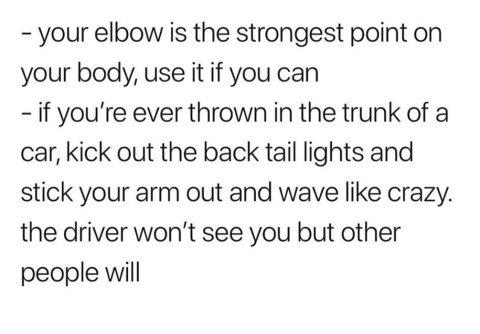 - your elbow is the strongest point on
your body, use it if you can
- if you’re ever thrown in the trunk of a
car, kick out the back tail lights and
stick your arm out and wave like crazy.
the driver won’t see you but other
people will